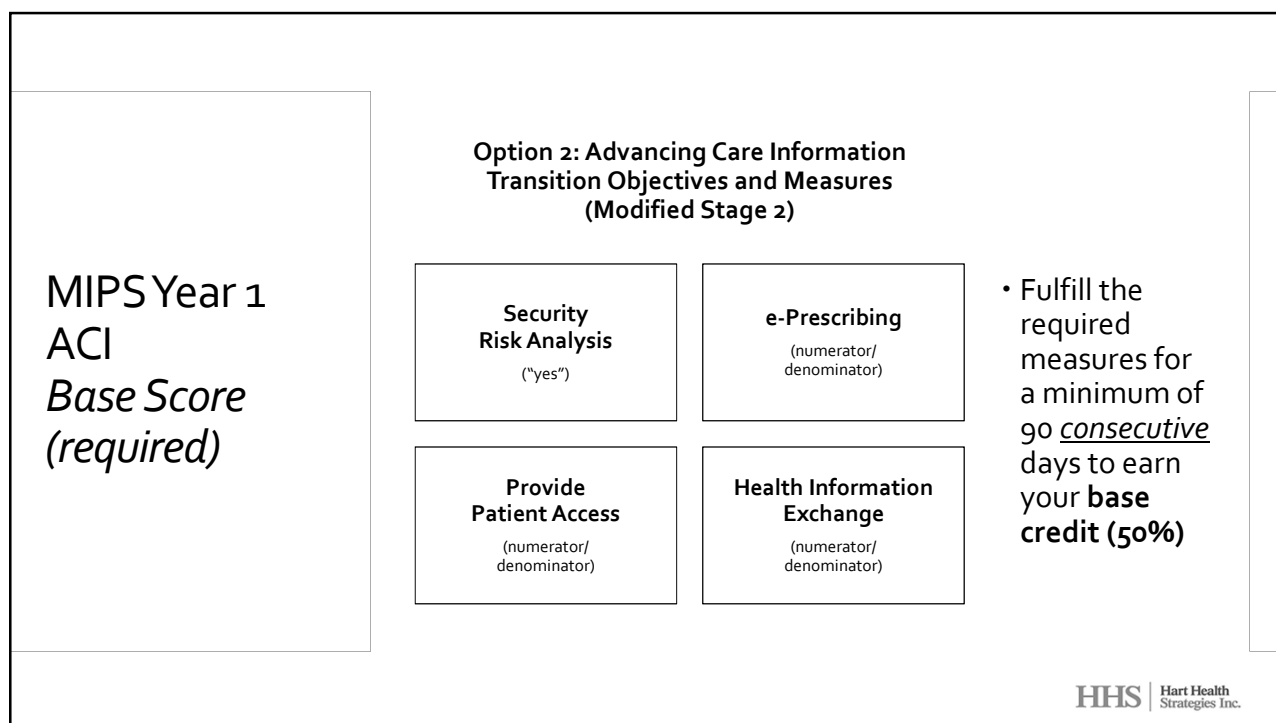 MIPS Year 1
ACI
Base Score
(required)
Option 2: Advancing Care Information
Transition Objectives and Measures
(Modified Stage 2)
Security
Risk Analysis
("yes")
e-Prescribing
(numerator/
denominator)
Provide
Patient Access
(numerator/
denominator)
Health Information
Exchange
(numerator/
denominator)
• Fulfill the
required
measures for
a minimum of
90 consecutive
days to earn
your base
credit (50%)
HHS | Hart Health
Strategies Inc.